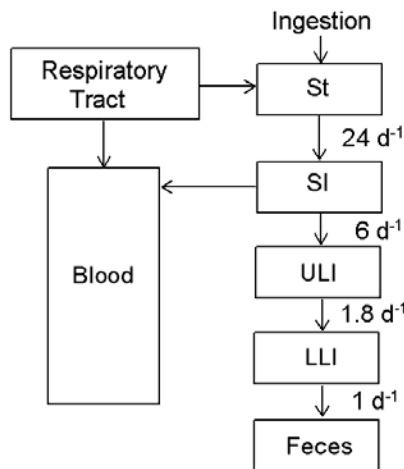 Ingestion
Respiratory
Tract
St
24 d⁻¹
SI
6 d⁻¹
Blood
ULI
1.8 d⁻¹
LLI
1 d⁻¹
Feces